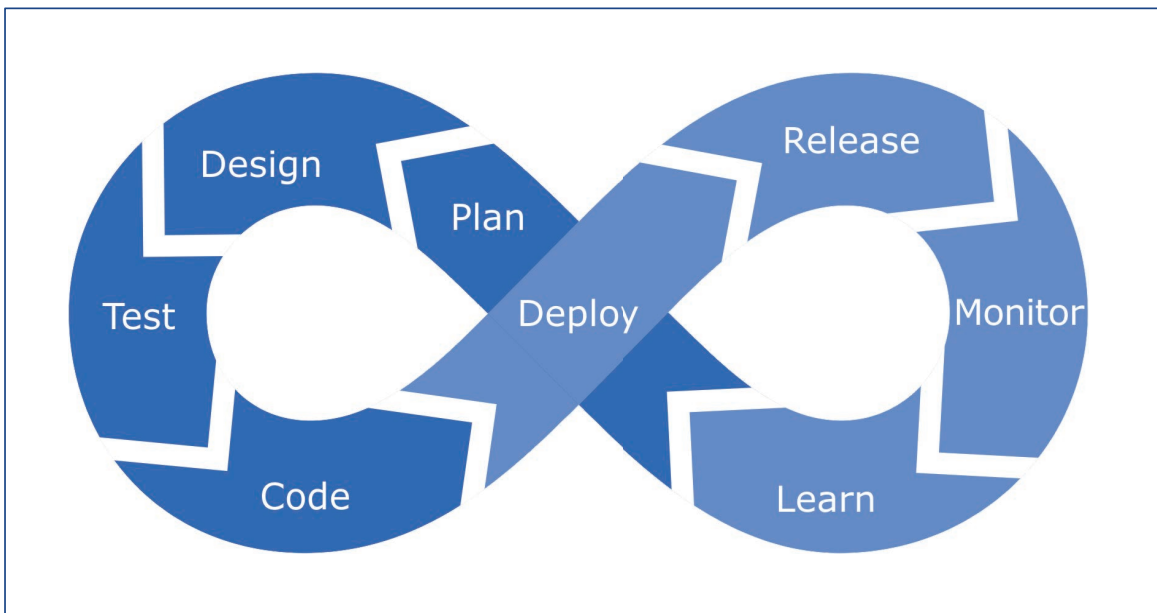 Release
Design
Plan
Test
Deploy
Monitor
Code
Learn